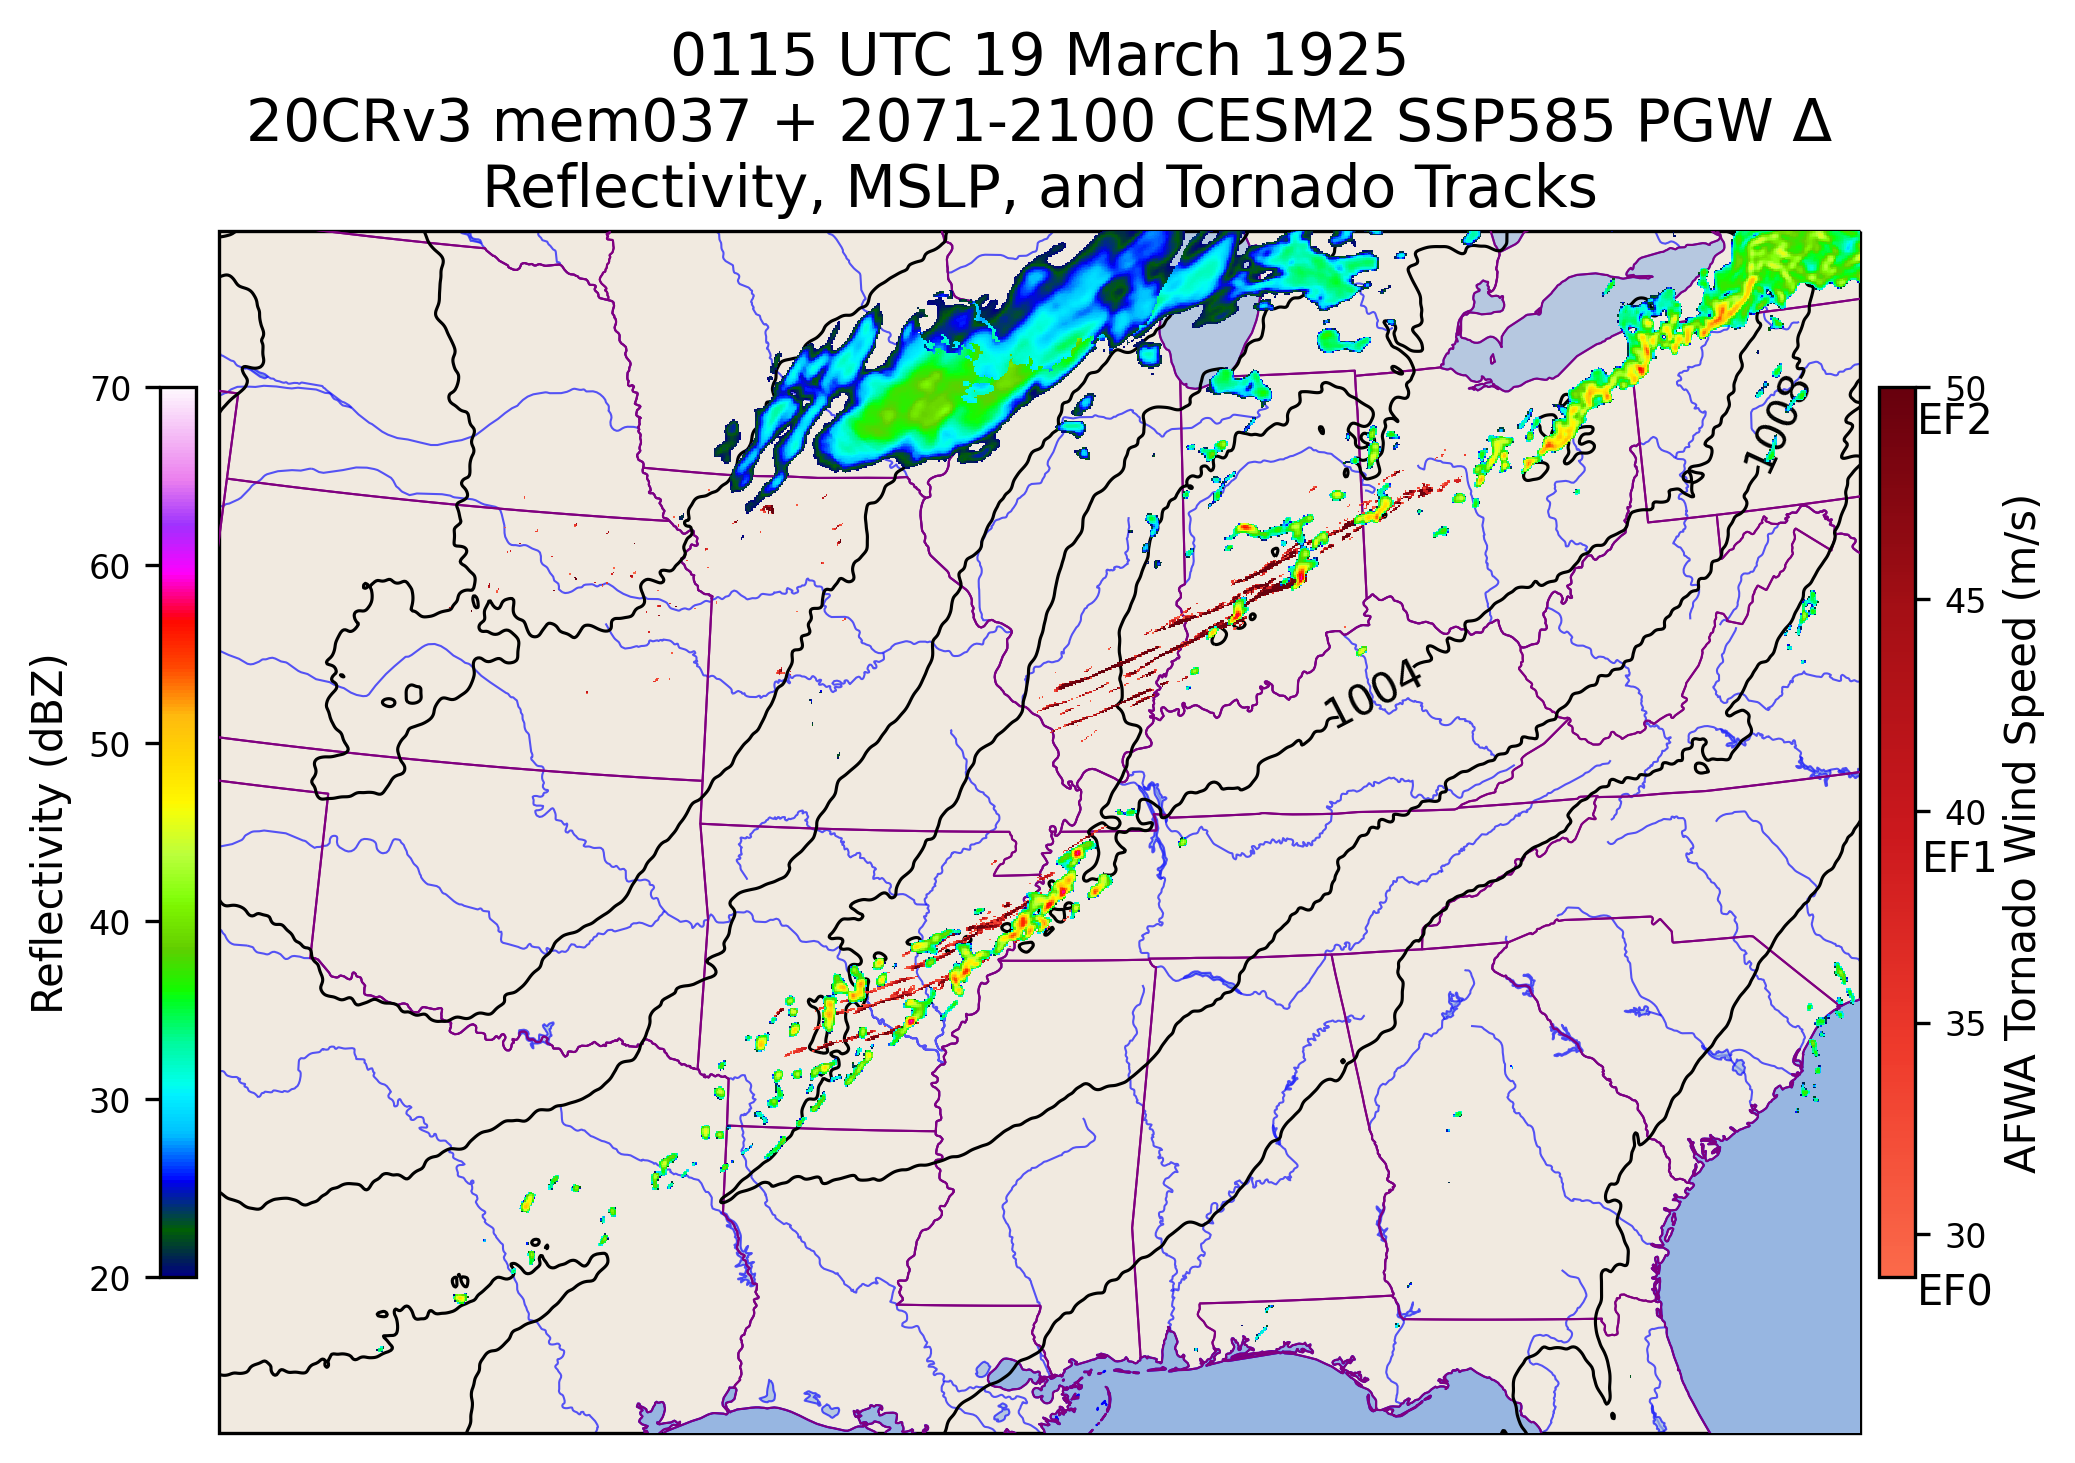 0115 UTC 19 March 1925
20CRv3 mem037 + 2071-2100 CESM2 SSP585 PGW Δ
Reflectivity, MSLP, and Tornado Tracks
Reflectivity (dBZ)
70
60
50
40
30
20
1008
1004
50
EF2
45
40
EF1
35
30
EF0
AFWA Tornado Wind Speed (m/s)